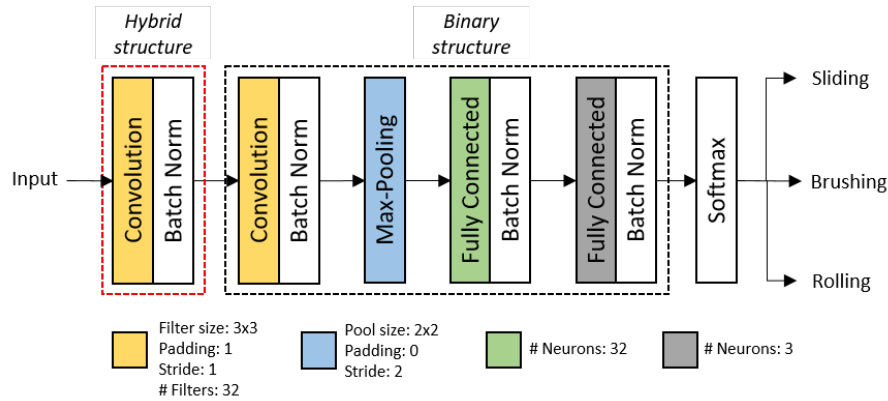 Hybrid
structure
Binary
structure
Input
Convolution
Batch Norm
Convolution
Batch Norm
Max-Pooling
Fully Connected
Batch Norm
Fully Connected
Batch Norm
Softmax
Sliding
Brushing
Rolling
Filter size: 3x3
Padding: 1
Stride: 1
# Filters: 32
Pool size: 2x2
Padding: 0
Stride: 2
# Neurons: 32
# Neurons: 3